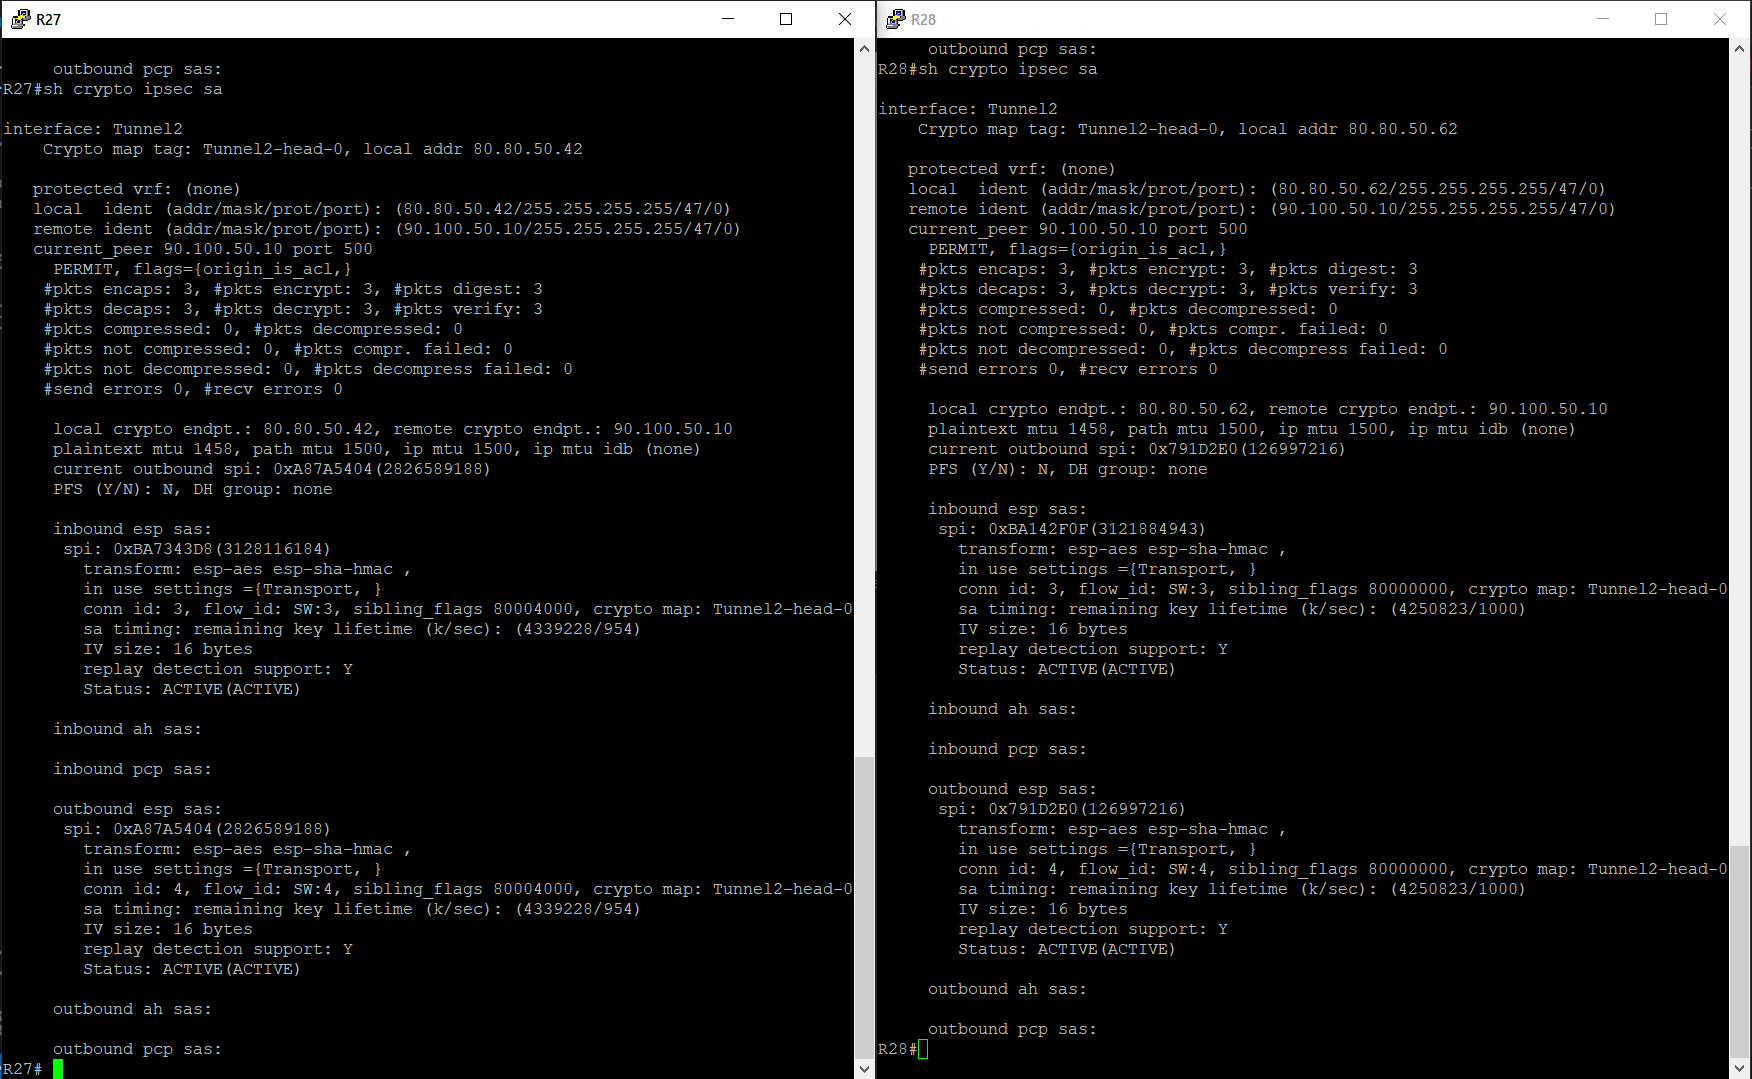 R27
outbound pcp sas:
R27#sh crypto ipsec sa
interface: Tunnel2
Crypto map tag: Tunnel2-head-0, local addr 80.80.50.42
protected vrf: (none)
local  ident (addr/mask/prot/port): (80.80.50.42/255.255.255.255/47/0)
remote ident (addr/mask/prot/port): (90.100.50.10/255.255.255.255/47/0)
current_peer 90.100.50.10 port 500
PERMIT, flags={origin_is_acl,}
#pkts encaps: 3, #pkts encrypt: 3, #pkts digest: 3
#pkts decaps: 3, #pkts decrypt: 3, #pkts verify: 3
#pkts compressed: 0, #pkts decompressed: 0
#pkts not compressed: 0, #pkts compr. failed: 0
#pkts not decompressed: 0, #pkts decompress failed: 0
#send errors 0, #recv errors 0
local crypto endpt.: 80.80.50.42, remote crypto endpt.: 90.100.50.10
plaintext mtu 1458, path mtu 1500, ip mtu 1500, ip mtu idb (none)
current outbound spi: 0xA87A5404(2826589188)
PFS (Y/N): N, DH group: none
inbound esp sas:
spi: 0xBA7343D8(3128116184)
transform: esp-aes esp-sha-hmac ,
in use settings ={Transport, }
conn id: 3, flow_id: SW:3, sibling_flags 80004000, crypto map: Tunnel2-head-0
sa timing: remaining key lifetime (k/sec): (4339228/954)
IV size: 16 bytes
replay detection support: Y
Status: ACTIVE(ACTIVE)
inbound ah sas:
inbound pcp sas:
outbound esp sas:
spi: 0xA87A5404(2826589188)
transform: esp-aes esp-sha-hmac ,
in use settings ={Transport, }
conn id: 4, flow_id: SW:4, sibling_flags 80004000, crypto map: Tunnel2-head-0
sa timing: remaining key lifetime (k/sec): (4339228/954)
IV size: 16 bytes
replay detection support: Y
Status: ACTIVE(ACTIVE)
outbound ah sas:
outbound pcp sas:
R27#
R28
outbound pcp sas:
R28#sh crypto ipsec sa
interface: Tunnel2
Crypto map tag: Tunnel2-head-0, local addr 80.80.50.62
protected vrf: (none)
local  ident (addr/mask/prot/port): (80.80.50.62/255.255.255.255/47/0)
remote ident (addr/mask/prot/port): (90.100.50.10/255.255.255.255/47/0)
current_peer 90.100.50.10 port 500
PERMIT, flags={origin_is_acl,}
#pkts encaps: 3, #pkts encrypt: 3, #pkts digest: 3
#pkts decaps: 3, #pkts decrypt: 3, #pkts verify: 3
#pkts compressed: 0, #pkts decompressed: 0
#pkts not compressed: 0, #pkts compr. failed: 0
#pkts not decompressed: 0, #pkts decompress failed: 0
#send errors 0, #recv errors 0
local crypto endpt.: 80.80.50.62, remote crypto endpt.: 90.100.50.10
plaintext mtu 1458, path mtu 1500, ip mtu 1500, ip mtu idb (none)
current outbound spi: 0x791D2E0(126997216)
PFS (Y/N): N, DH group: none
inbound esp sas:
spi: 0xBA142F0F(3121884943)
transform: esp-aes esp-sha-hmac ,
in use settings ={Transport, }
conn id: 3, flow_id: SW:3, sibling_flags 80000000, crypto map: Tunnel2-head-0
sa timing: remaining key lifetime (k/sec): (4250823/1000)
IV size: 16 bytes
replay detection support: Y
Status: ACTIVE(ACTIVE)
inbound ah sas:
inbound pcp sas:
outbound esp sas:
spi: 0x791D2E0(126997216)
transform: esp-aes esp-sha-hmac ,
in use settings ={Transport, }
conn id: 4, flow_id: SW:4, sibling_flags 80000000, crypto map: Tunnel2-head-0
sa timing: remaining key lifetime (k/sec): (4250823/1000)
IV size: 16 bytes
replay detection support: Y
Status: ACTIVE(ACTIVE)
outbound ah sas:
outbound pcp sas:
R28#